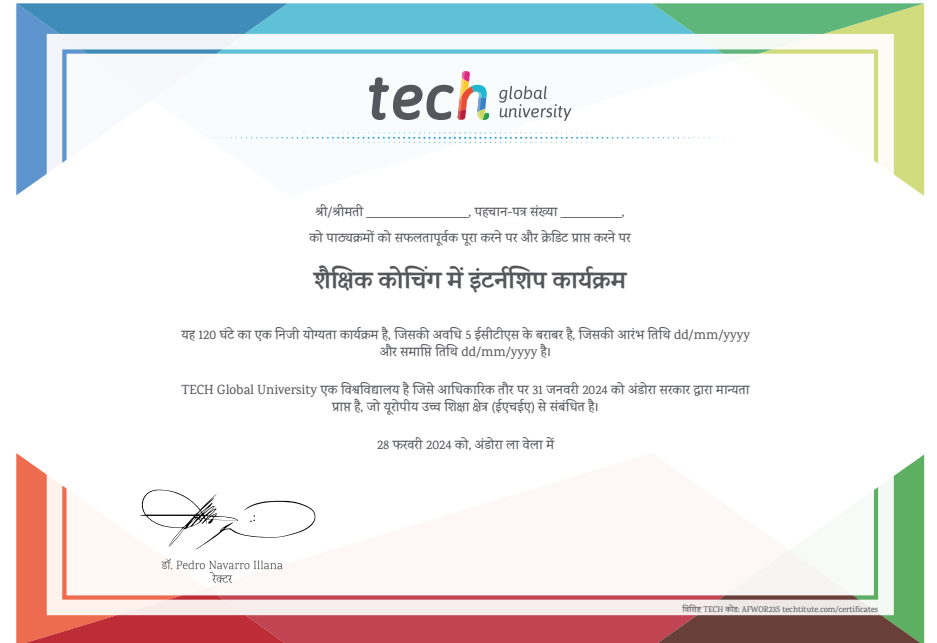 tech global
university
श्री/श्रीमती _________________, पहचान-पत्र संख्या __________,
को पाठ्यक्रमों को सफलतापूर्वक पूरा करने पर और क्रेडिट प्राप्त करने पर
शैक्षिक कोचिंग में इंटर्नशिप कार्यक्रम
यह 120 घंटे का एक निजी योग्यता कार्यक्रम है, जिसकी अवधि 5 ईसीटीएस के बराबर है, जिसकी आरंभ तिथि dd/mm/yyyy
और समाप्ति तिथि dd/mm/yyyy है।
TECH Global University एक विश्वविद्यालय है जिसे आधिकारिक तौर पर 31 जनवरी 2024 को अंडोरा सरकार द्वारा मान्यता
प्राप्त है, जो यूरोपीय उच्च शिक्षा क्षेत्र (ईएचईए) से संबंधित है।
28 फरवरी 2024 को, अंडोरा ला वेला में
डॉ. Pedro Navarro Illana
रेक्टर
विशिष्ट TECH कोड: AFWOR23S techtitute.com/certificates